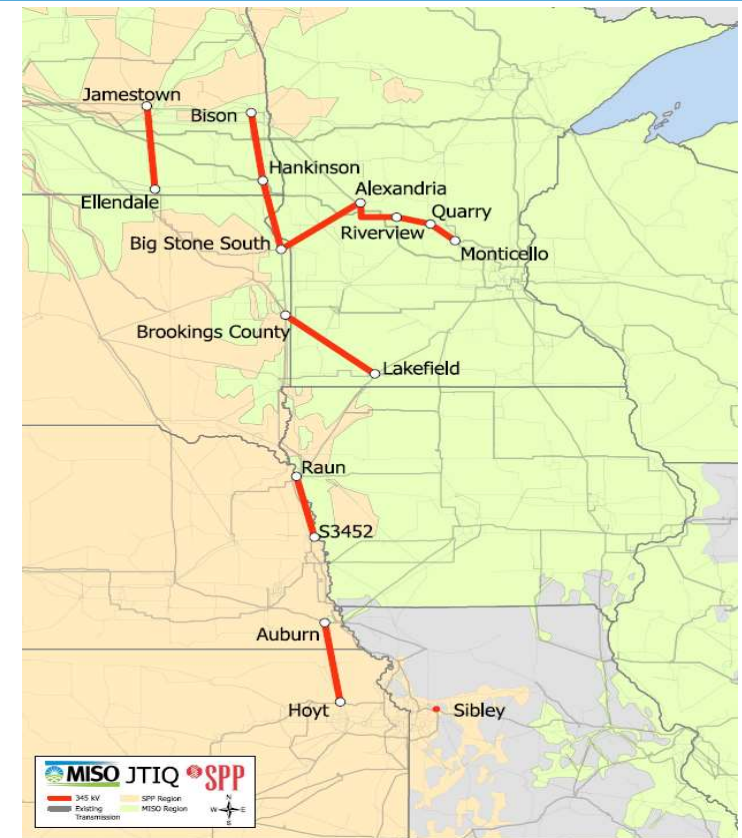 Jamestown
Bison
Hankinson
Ellendale
Alexandria
Quarry
Riverview
Big Stone South
Monticello
Brookings County
Lakefield
Raun
S3452
Auburn
Hoyt
Sibley
MISO JTIQ SPP
345 kV
SPP Region
Existing
Transmission
MISO Region
N
W E
S